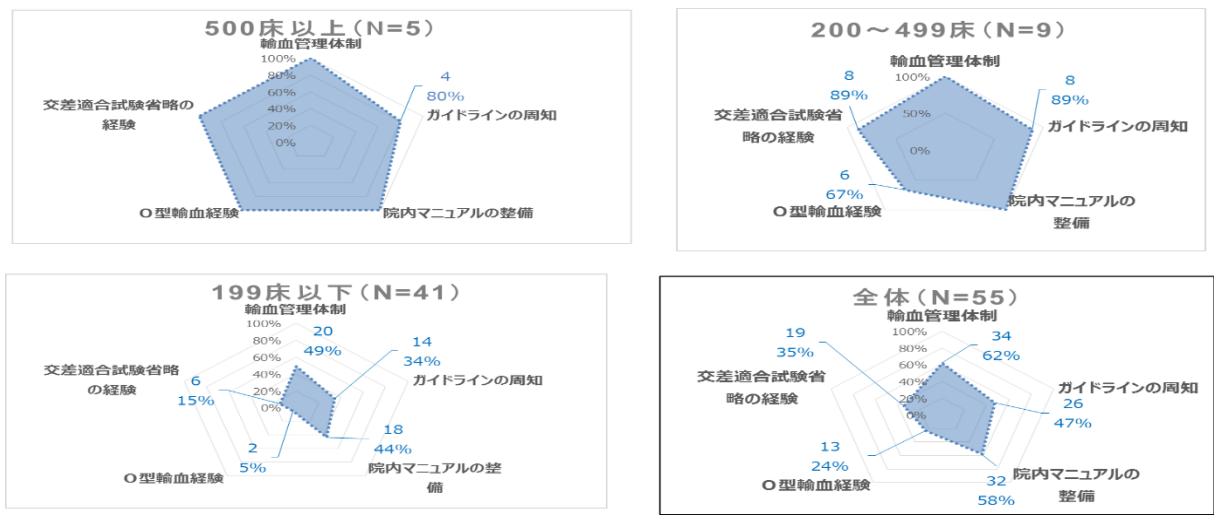 500床以上(N=5)
輸血管理体制
100%
80%
60%
40%
20%
0%
4
80%
ガイドラインの周知
院内マニュアルの整備
O型輸血経験
交差適合試験省略の
経験
200～499床(N=9)
輸血管理体制
100%
50%
0%
8
89%
ガイドラインの周知
院内マニュアルの
整備
6
67%
O型輸血経験
8
89%
交差適合試験省
略の経験
199床以下(N=41)
輸血管理体制
100%
80%
60%
40%
20%
0%
20
49%
14
34%
ガイドラインの周知
18
44%
院内マニュアルの整
備
2
5%
O型輸血経験
6
15%
交差適合試験省略
の経験
全体(N=55)
輸血管理体制
100%
80%
60%
40%
20%
0%
34
62%
ガイドラインの周知
26
47%
院内マニュアルの
整備
32
58%
13
24%
O型輸血経験
19
35%
交差適合試験省
略の経験